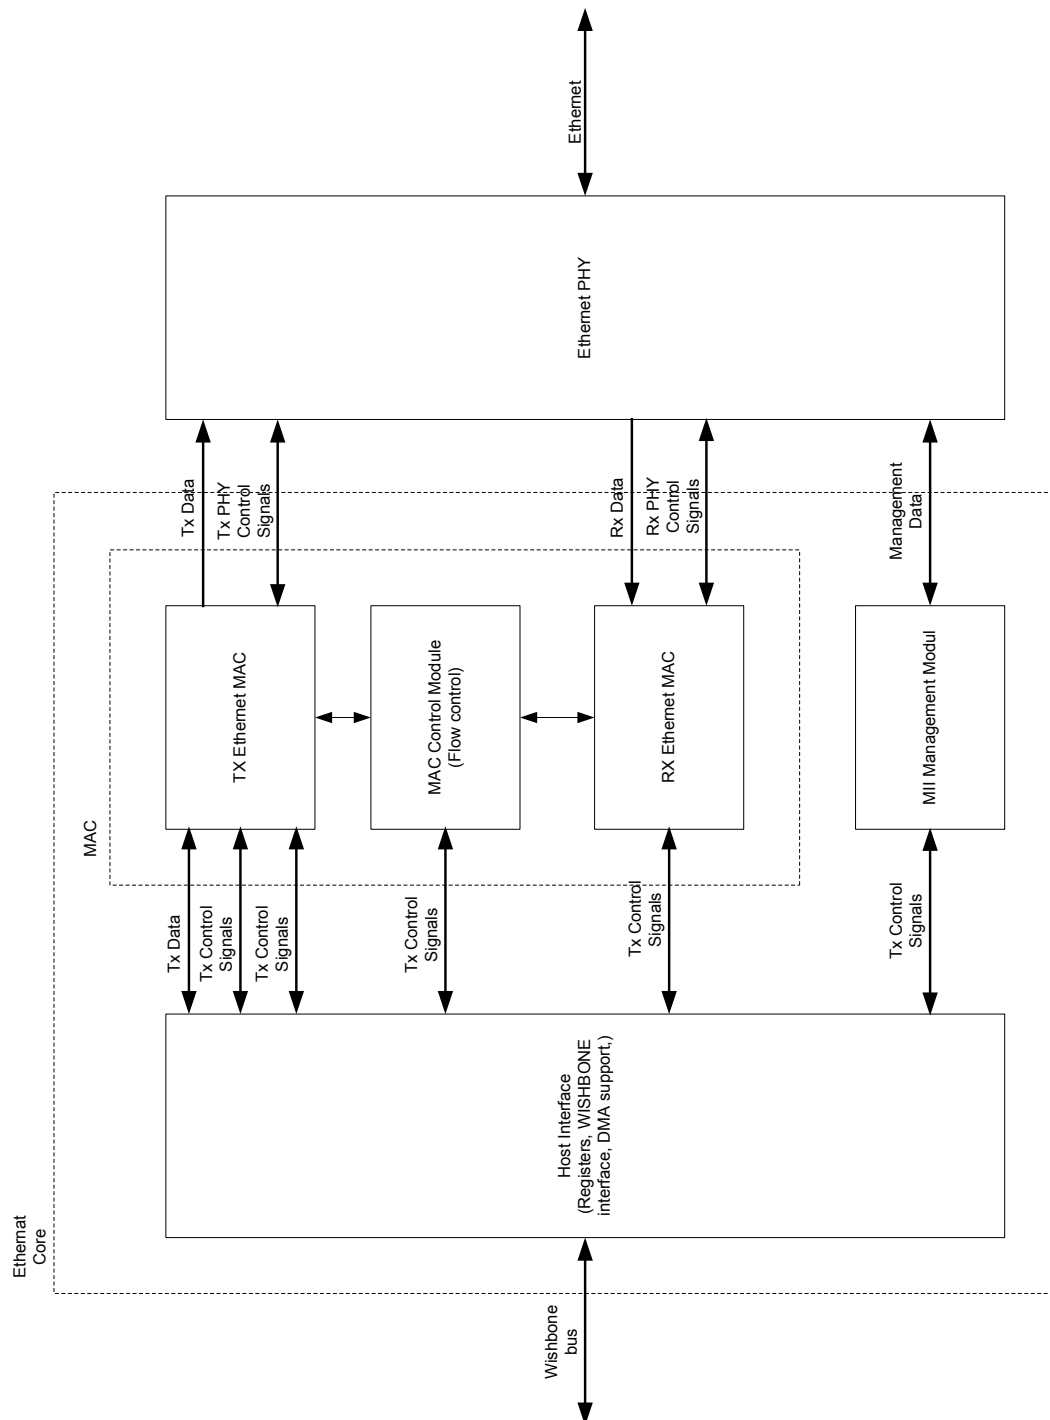 Ethernat
Core
MAC
Wishbone
bus
Host Interface
(Registers, WISHBONE
interface, DMA support,)
Tx Data
Tx Control
Signals
Tx Control
Signals
Tx Control
Signals
Tx Control
Signals
Tx Control
Signals
TX Ethernet MAC
MAC Control Module
(Flow control)
RX Ethernet MAC
MII Management Modul
Tx Data
Tx PHY
Control
Signals
Rx Data
Rx PHY
Control
Signals
Management
Data
Ethernet PHY
Ethernet